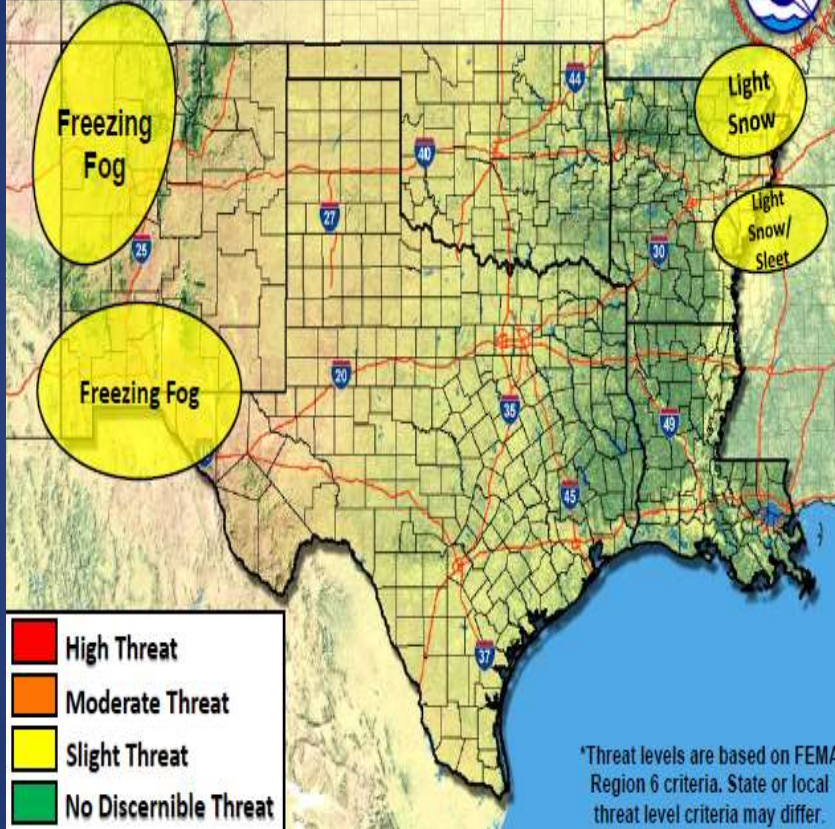 Freezing
Fog
Light
Snow
44
40
27
Light
Snow/
Sleet
25
30
Freezing Fog
20
35
49
45
37
High Threat
Moderate Threat
Slight Threat
No Discernible Threat
*Threat levels are based on FEMA
Region 6 criteria. State or local
threat level criteria may differ.